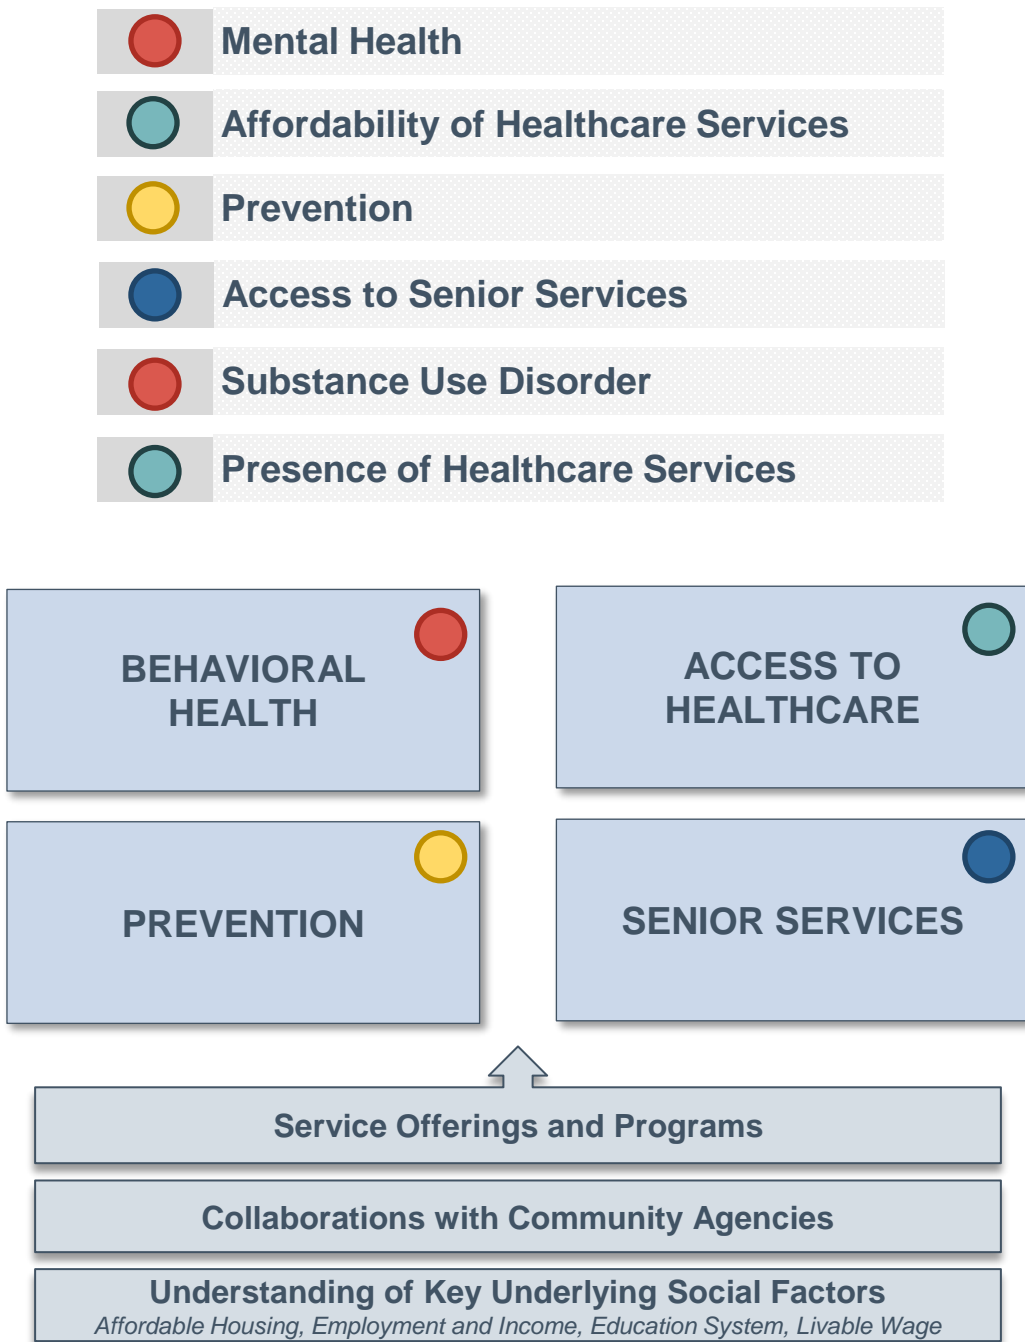 Mental Health
Affordability of Healthcare Services
Prevention
Access to Senior Services
Substance Use Disorder
Presence of Healthcare Services
BEHAVIORAL
HEALTH
ACCESS TO
HEALTHCARE
PREVENTION
SENIOR SERVICES
Service Offerings and Programs
Collaborations with Community Agencies
Understanding of Key Underlying Social Factors
Affordable Housing, Employment and Income, Education System, Livable Wage